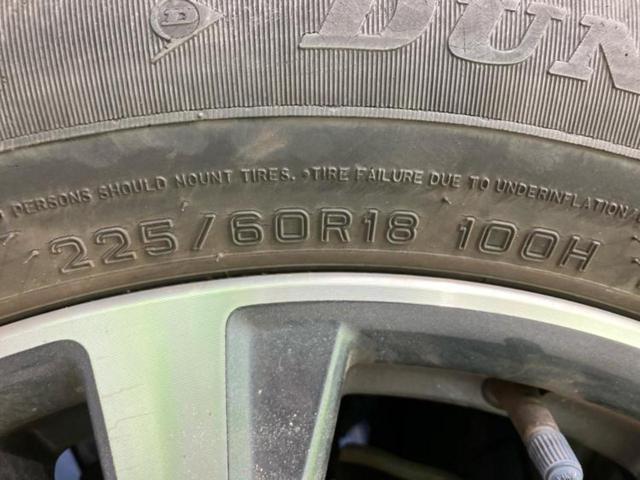 D
DUN
PERSONS SHOULD MOUNT TIRES. •TIRE FAILURE DUE TO UNDERINFLATION/
225/60R18 100H